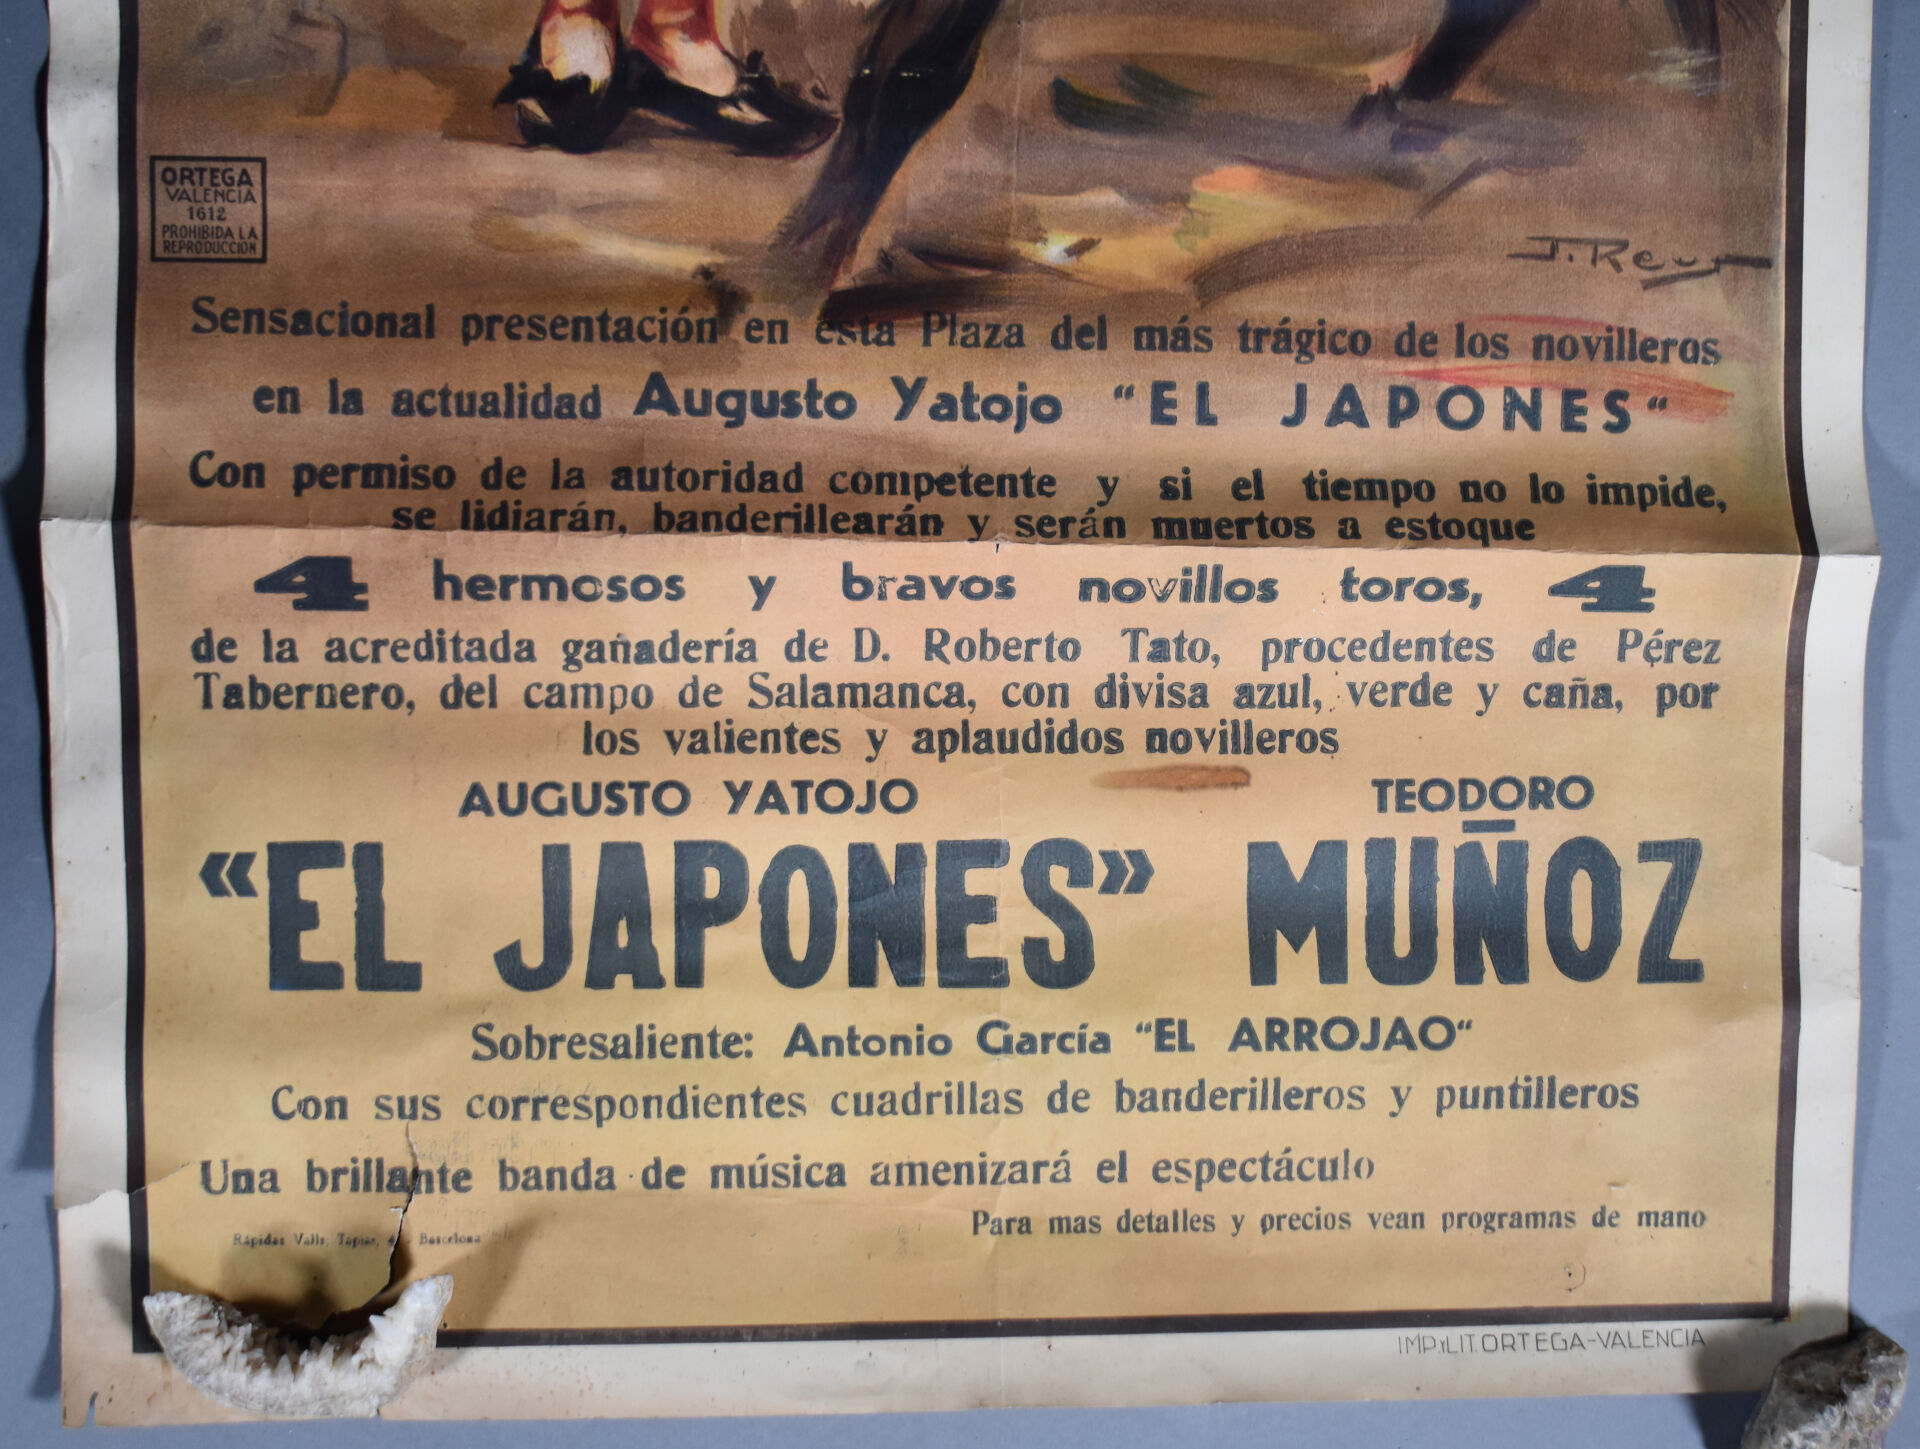 ORTEGA
VALENCIA
1612
PROHIBIDA LA
REPRODUCCION
J. Reus
Sensacional presentación en esta Plaza del más trágico de los novilleros
en la actualidad Augusto Yatojo "EL JAPONES"
Con permiso de la autoridad competente y si el tiempo no lo impide,
se lidiarán, banderillearán y serán muertos a estoque
4 hermosos y bravos novillos toros, 4
de la acreditada ganadería de D. Roberto Tato, procedentes de Pérez
Tabernero, del campo de Salamanca, con divisa azul, verde y caña, por
los valientes y aplaudidos novilleros
AUGUSTO YATOJO TEODORO
«EL JAPONES» MUÑOZ
Sobresaliente: Antonio García "EL ARROJAO"
Con sus correspondientes cuadrillas de banderilleros y puntilleros
Una brillante banda de música amenizará el espectáculo
Para mas detalles y precios vean programas de mano
Rápidas Valls, Tapias, 4 - Barcelona
IMP. y LIT. ORTEGA-VALENCIA